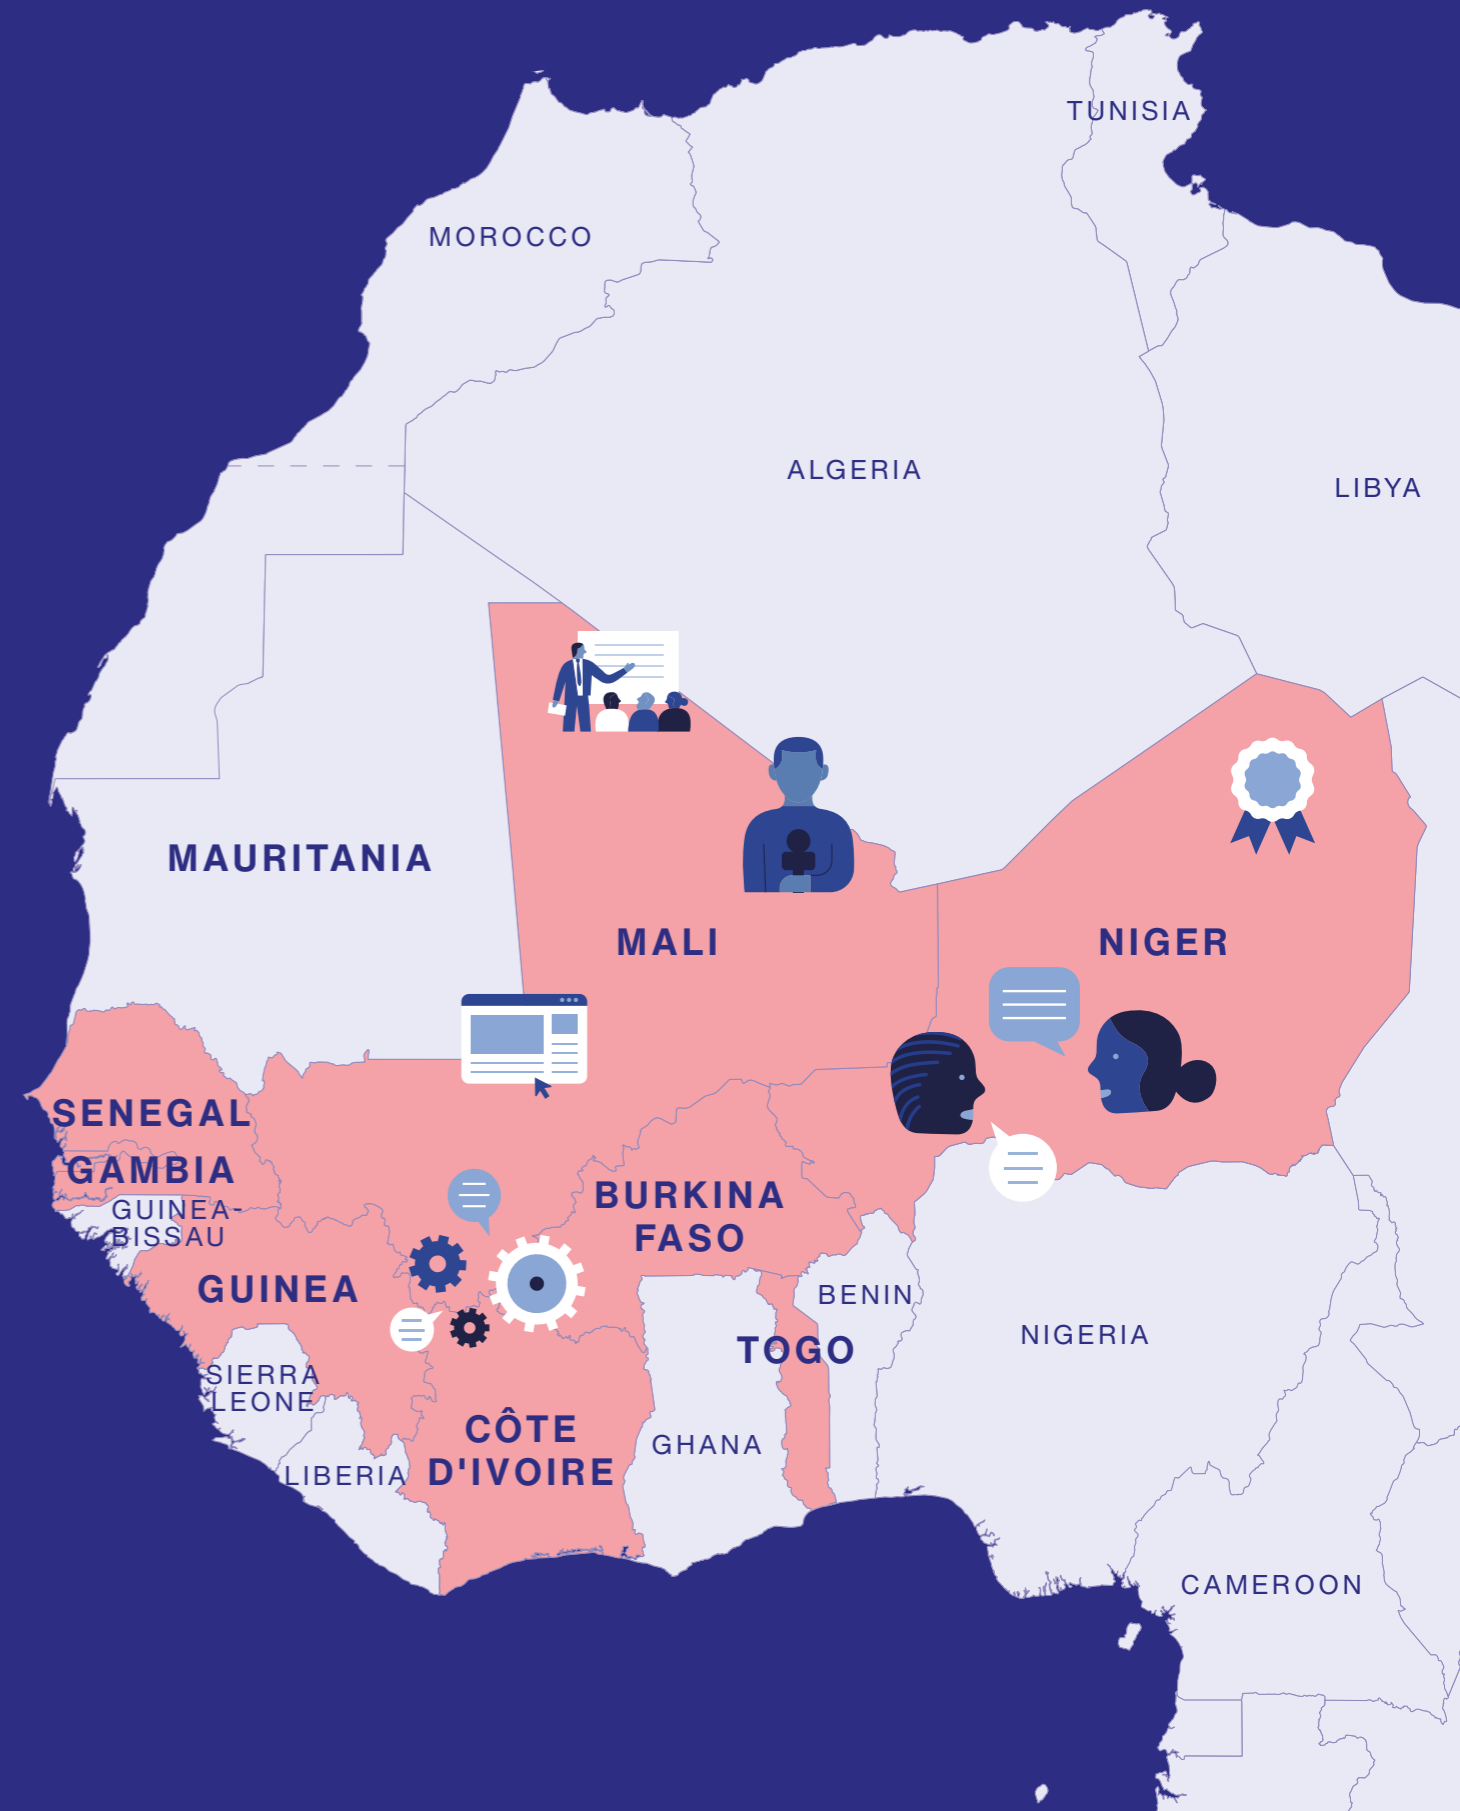 TUNISIA
MOROCCO
ALGERIA
LIBYA
MAURITANIA
MALI
NIGER
SENEGAL
GAMBIA
GUINEA-
BISSAU
BURKINA
FASO
GUINEA
BENIN
NIGERIA
TOGO
SIERRA
LEONE
CÔTE
D'IVOIRE
GHANA
LIBERIA
CAMEROON